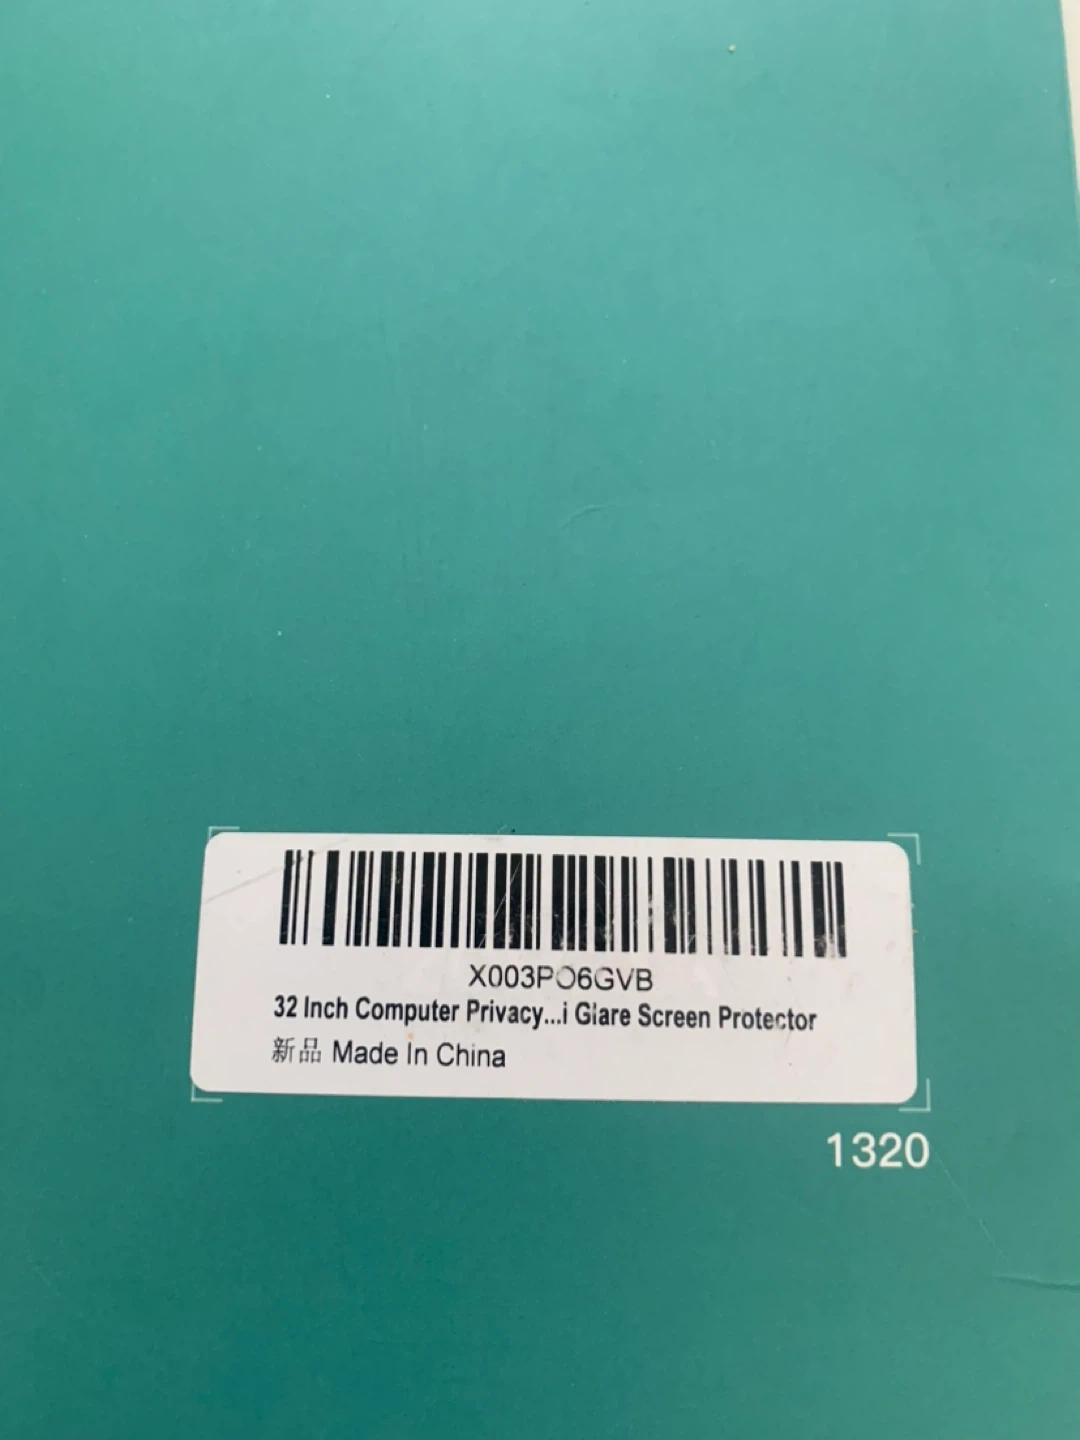 X003PO6GVB
32 Inch Computer Privacy...i Glare Screen Protector
新品 Made In China
1320